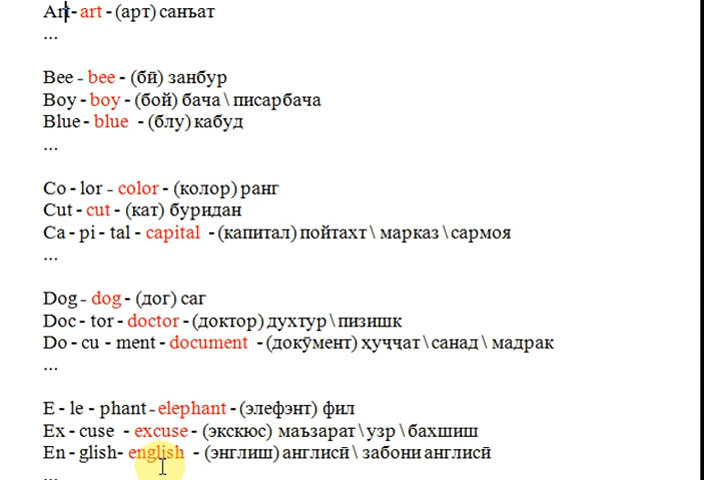 Art- art - (арт) санъат
...
Bee - bee - (бӣ) занбур
Boy - boy - (бой) бача \ писарбача
Blue - blue - (блу) кабуд
...
Co - lor - color - (колор) ранг
Cut - cut - (кат) буридан
Ca - pi - tal - capital - (капитал) пойтахт \ марказ \ сармоя
...
Dog - dog - (дог) саг
Doc - tor - doctor - (доктор) духтур \ пизишк
Do - cu - ment - document - (докӯмент) ҳуҷҷат \ санад \ мадрак
...
E - le - phant - elephant - (элефэнт) фил
Ex - cuse - excuse - (экскюс) маъзарат \ узр \ бахшиш
En - glish- english - (энглиш) англисӣ \ забони англисӣ
...